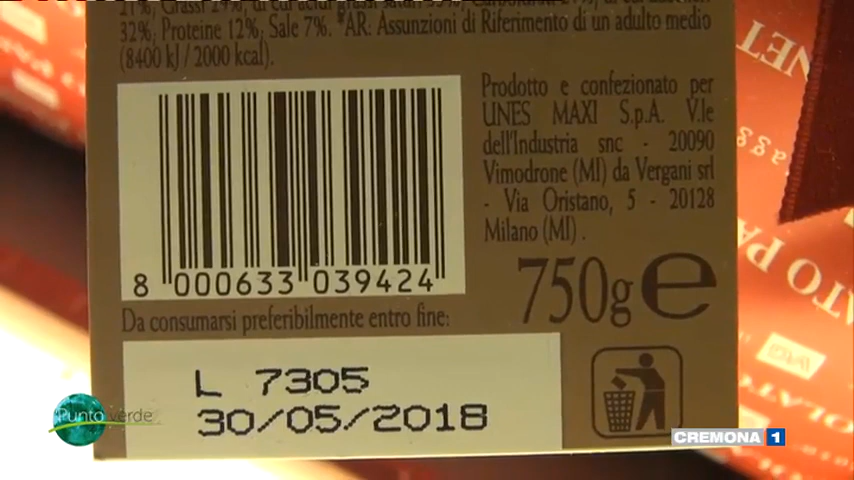 32%; Proteine 12%; Sale 7%. *AR: Assunzioni di Riferimento di un adulto medio
(8400 kJ / 2000 kcal).
Prodotto e confezionato per
UNES MAXI S.p.A. V.le
dell'Industria snc - 20090
Vimodrone (MI) da Vergani srl
- Via Oristano, 5 - 20128
Milano (MI).
8 000633 039424
750g e
Da consumarsi preferibilmente entro fine:
L 7305
30/05/2018
Punto verde
CREMONA 1